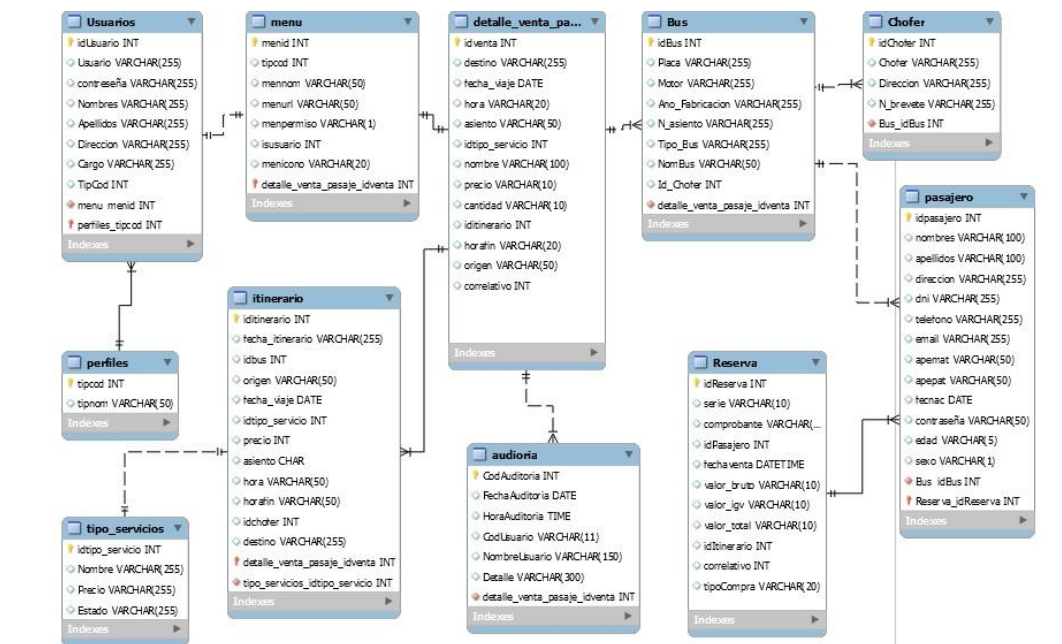 Usuarios
idUsuario INT
Usuario VARCHAR(255)
contreseña VARCHAR(255)
Nombres VARCHAR(255)
Apellidos VARCHAR(255)
Direccion VARCHAR(255)
Cargo VARCHAR(255)
TipCod INT
menu menid INT
perfiles_tipcod INT
Indexes
menu
menid INT
tipcod INT
mennom VARCHAR(50)
menurl VARCHAR(50)
menpermiso VARCHAR(1)
isusuario INT
menicono VARCHAR(20)
detalle_venta_pasaje_idventa INT
Indexes
detalle_venta_pa...
idventa INT
destino VARCHAR(255)
fecha_viaje DATE
hora VARCHAR(20)
asiento VARCHAR(50)
idtipo_servicio INT
nombre VARCHAR(100)
precio VARCHAR(10)
cantidad VARCHAR(10)
iditinerario INT
horafin VARCHAR(20)
origen VARCHAR(50)
correlativo INT
Indexes
Bus
idBus INT
Placa VARCHAR(255)
Motor VARCHAR(255)
Ano_Fabricacion VARCHAR(255)
N_asiento VARCHAR(255)
Tipo_Bus VARCHAR(255)
NomBus VARCHAR(50)
Id_Chofer INT
detalle_venta_pasaje_idventa INT
Indexes
Chofer
idChofer INT
Chofer VARCHAR(255)
Direccion VARCHAR(255)
N_brevete VARCHAR(255)
Bus_idBus INT
Indexes
pasajero
idpasajero INT
nombres VARCHAR(100)
apellidos VARCHAR(100)
direccion VARCHAR(255)
dni VARCHAR(255)
telefono VARCHAR(255)
email VARCHAR(255)
apemat VARCHAR(50)
apepat VARCHAR(50)
fecnac DATE
contraseña VARCHAR(50)
edad VARCHAR(5)
sexo VARCHAR(1)
Bus idBus INT
Reserva_idReserva INT
Indexes
perfiles
tipcod INT
tipnom VARCHAR(50)
Indexes
itinerario
iditinerario INT
fecha_itinerario VARCHAR(255)
idbus INT
origen VARCHAR(50)
fecha_viaje DATE
idtipo_servicio INT
precio INT
asiento CHAR
hora VARCHAR(50)
horafin VARCHAR(50)
idchofer INT
destino VARCHAR(255)
detalle_venta_pasaje_idventa INT
tipo_servicios_idtipo_servicio INT
Indexes
Reserva
idReserva INT
serie VARCHAR(10)
comprobante VARCHAR(...
idPasajero INT
fechaventa DATETIME
valor_bruto VARCHAR(10)
valor_igv VARCHAR(10)
valor_total VARCHAR(10)
idItinerario INT
correlativo INT
tipoCompra VARCHAR(20)
Indexes
audioria
CodAuditoria INT
FechaAuditoria DATE
HoraAuditoria TIME
CodUsuario VARCHAR(11)
NombreUsuario VARCHAR(150)
Detalle VARCHAR(300)
detalle_venta_pasaje_idventa INT
Indexes
tipo_servicios
idtipo_servicio INT
Nombre VARCHAR(255)
Precio VARCHAR(255)
Estado VARCHAR(255)
Indexes